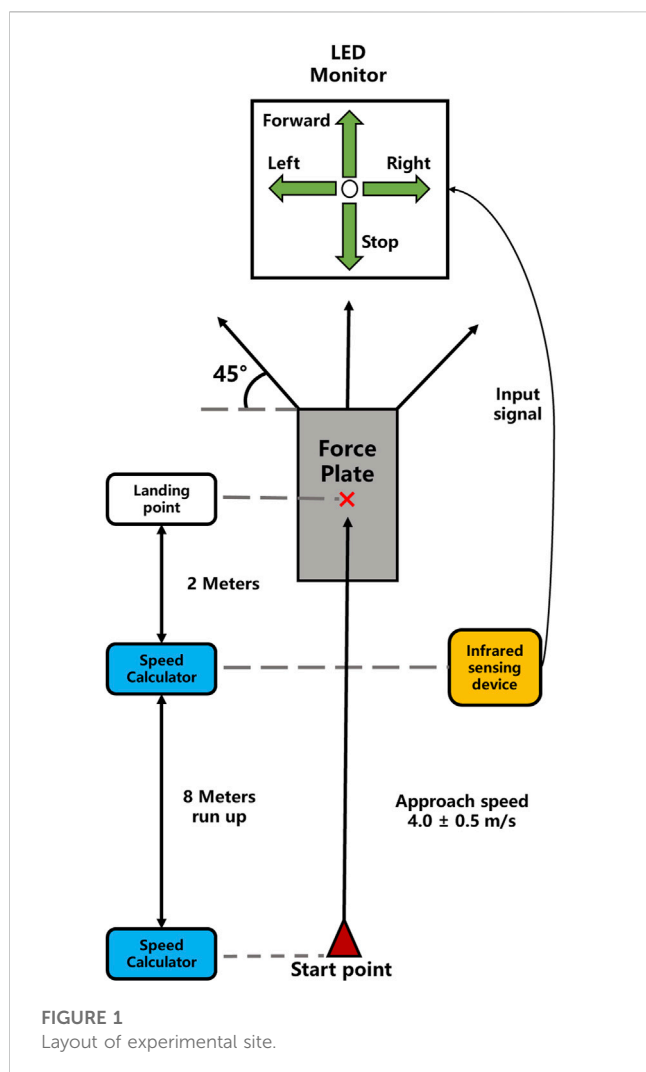 LED
Monitor
Forward
Left
Right
Stop
45°
Input
signal
Force
Plate
Landing
point
2 Meters
Speed
Calculator
Infrared
sensing
device
8 Meters
run up
Approach speed
4.0 ± 0.5 m/s
Speed
Calculator
Start point
FIGURE 1
Layout of experimental site.